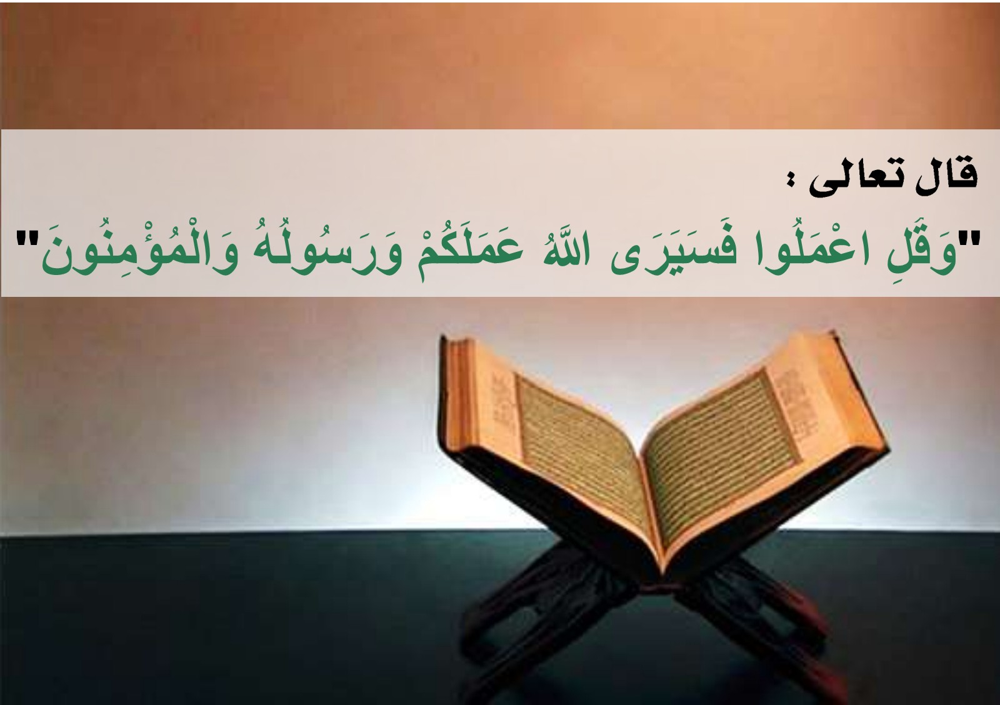 قال تعالى :
"وَقُلِ اعْمَلُوا فَسَيَرَى اللَّهُ عَمَلَكُمْ وَرَسُولُهُ وَالْمُؤْمِنُونَ"